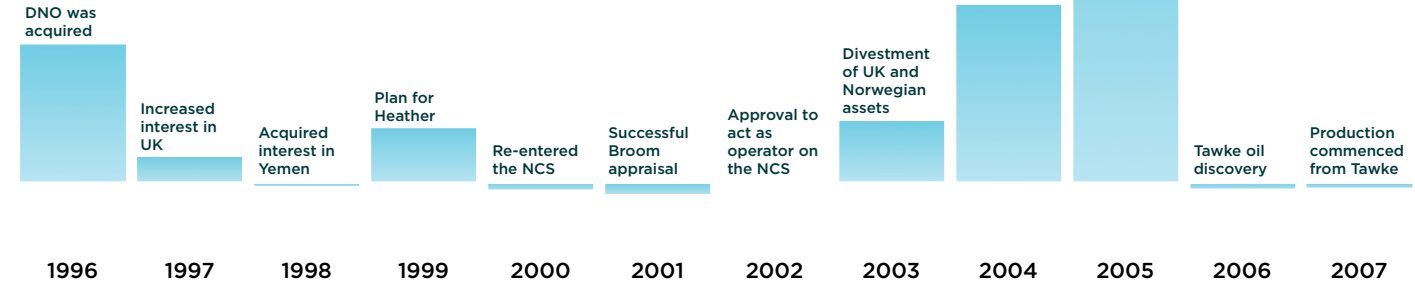 DNO was
acquired
Increased
interest in
UK
Acquired
interest in
Yemen
Plan for
Heather
Re-entered
the NCS
Successful
Broom
appraisal
Approval to
act as
operator on
the NCS
Divestment
of UK and
Norwegian
assets
Tawke oil
discovery
Production
commenced
from Tawke
1996
1997
1998
1999
2000
2001
2002
2003
2004
2005
2006
2007